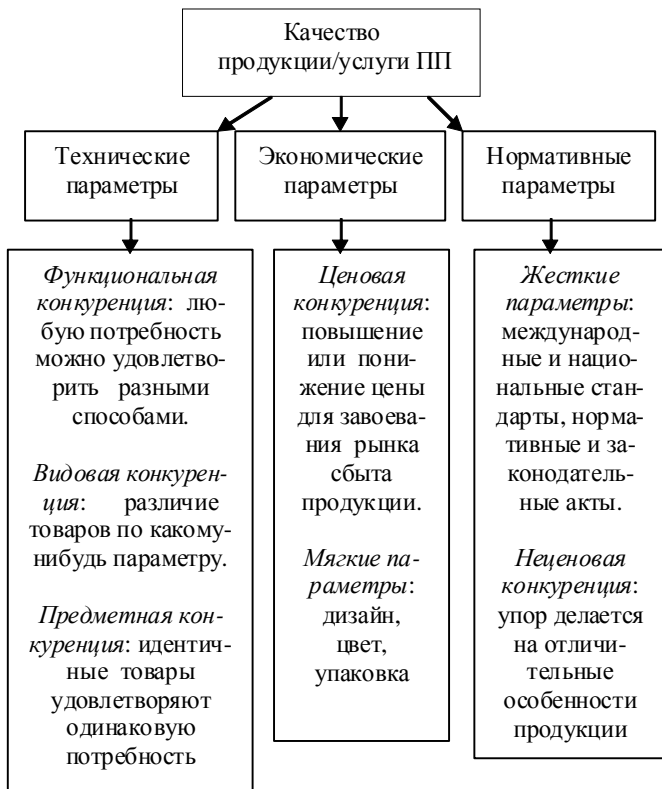 Качество
продукции/услуги ПП
Технические
параметры
Экономические
параметры
Нормативные
параметры
Функциональная
конкуренция: лю-
бую потребность
можно удовлетво-
рить разными
способами.
Видовая конкурен-
ция: различие
товаров по какому-
нибудь параметру.
Предметная кон-
куренция: идентич-
ные товары
удовлетворяют
одинаковую
потребность
Ценовая
конкуренция:
повышение
или пони-
жение цены
для завоева-
ния рынка
сбыта
продукции.
Мягкие па-
раметры:
дизайн,
цвет,
упаковка
Жесткие
параметры:
международ-
ные и нацио-
нальные стан-
дарты, норма-
тивные и за-
конодатель-
ные акты.
Неценовая
конкуренция:
упор делается
на отличи-
тельные
особенности
продукции